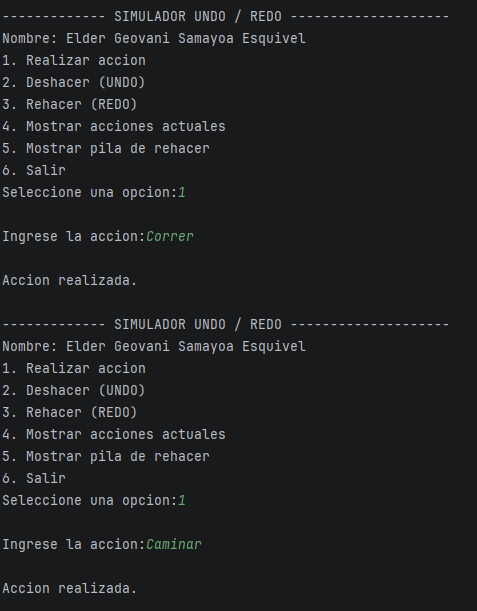 ------------- SIMULADOR UNDO / REDO --------------------
Nombre: Elder Geovani Samayoa Esquivel
1. Realizar accion
2. Deshacer (UNDO)
3. Rehacer (REDO)
4. Mostrar acciones actuales
5. Mostrar pila de rehacer
6. Salir
Seleccione una opcion:1
Ingrese la accion:Correr
Accion realizada.
------------- SIMULADOR UNDO / REDO --------------------
Nombre: Elder Geovani Samayoa Esquivel
1. Realizar accion
2. Deshacer (UNDO)
3. Rehacer (REDO)
4. Mostrar acciones actuales
5. Mostrar pila de rehacer
6. Salir
Seleccione una opcion:1
Ingrese la accion:Caminar
Accion realizada.